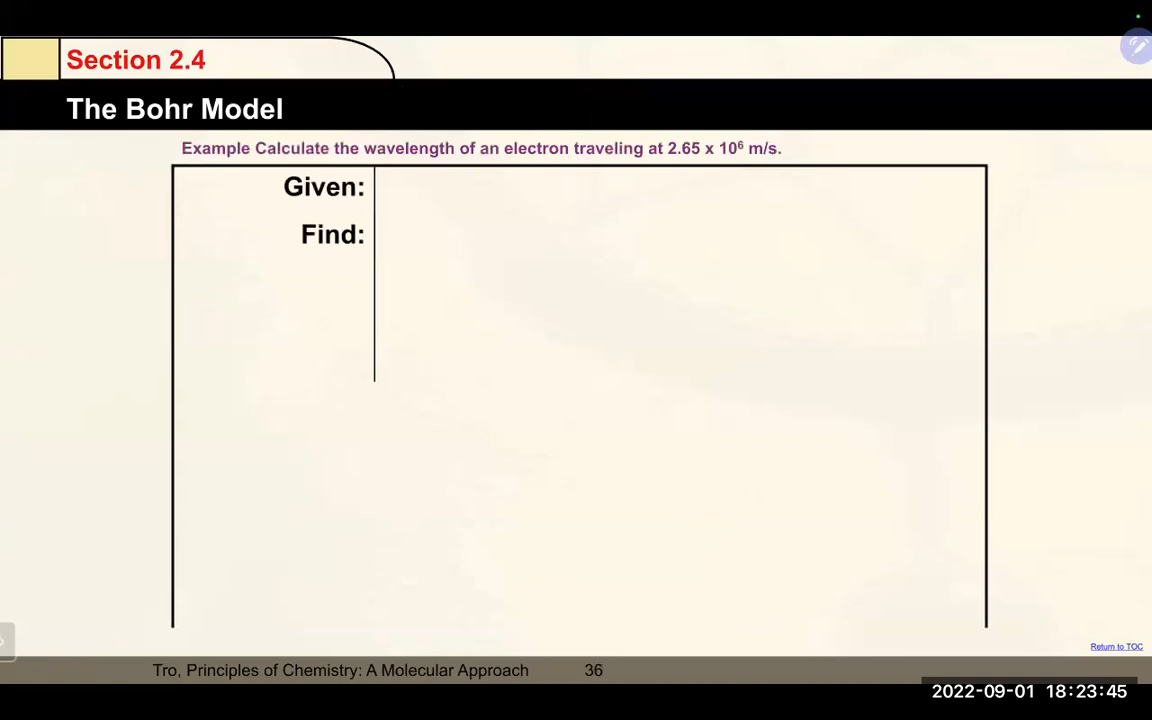 Section 2.4
The Bohr Model
Example Calculate the wavelength of an electron traveling at 2.65 x 10⁶ m/s.
Given:
Find:
Return to TOC
Tro, Principles of Chemistry: A Molecular Approach 36
2022-09-01 18:23:45